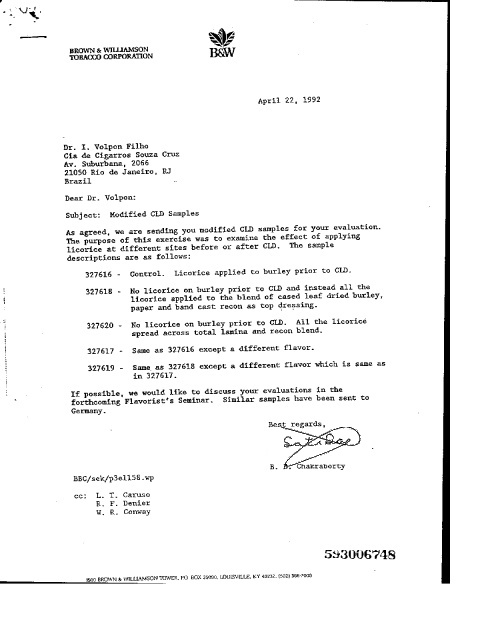 BROWN & WILLIAMSON
TOBACCO CORPORATION
B&W
April 22, 1992
Dr. I. Volpon Filho
Cia de Cigarros Souza Cruz
Av. Suburbana, 2066
21050 Rio de Janeiro, RJ
Brazil
Dear Dr. Volpon:
Subject: Modified CLD Samples
As agreed, we are sending you modified CLD samples for your evaluation.
The purpose of this exercise was to examine the effect of applying
licorice at different sites before or after CLD. The sample
descriptions are as follows:
327616 - Control. Licorice applied to burley prior to CLD.
327618 - No licorice on burley prior to CLD and instead all the
licorice applied to the blend of cased leaf dried burley,
paper and band cast recon as top dressing.
327620 - No licorice on burley prior to CLD. All the licorice
spread across total lamina and recon blend.
327617 - Same as 327616 except a different flavor.
327619 - Same as 327618 except a different flavor which is same as
in 327617.
If possible, we would like to discuss your evaluations in the
forthcoming Flavorist's Seminar. Similar samples have been sent to
Germany.
Best regards,
B. B. Chakraborty
BBC/sek/p3el158.wp
cc: L. T. Caruso
R. F. Denier
W. R. Conway
593006748
1500 BROWN & WILLIAMSON TOWER, PO BOX 35090, LOUISVILLE, KY 40232, (502) 568-7000